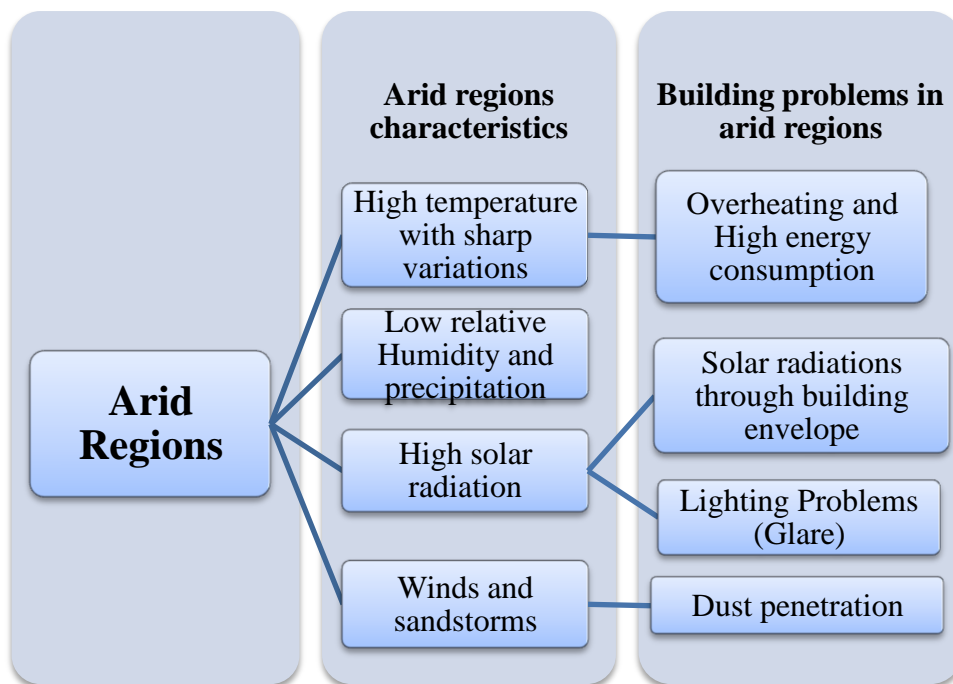 Arid
Regions
Arid regions
characteristics
High temperature
with sharp
variations
Low relative
Humidity and
precipitation
High solar
radiation
Winds and
sandstorms
Building problems in
arid regions
Overheating and
High energy
consumption
Solar radiations
through building
envelope
Lighting Problems
(Glare)
Dust penetration